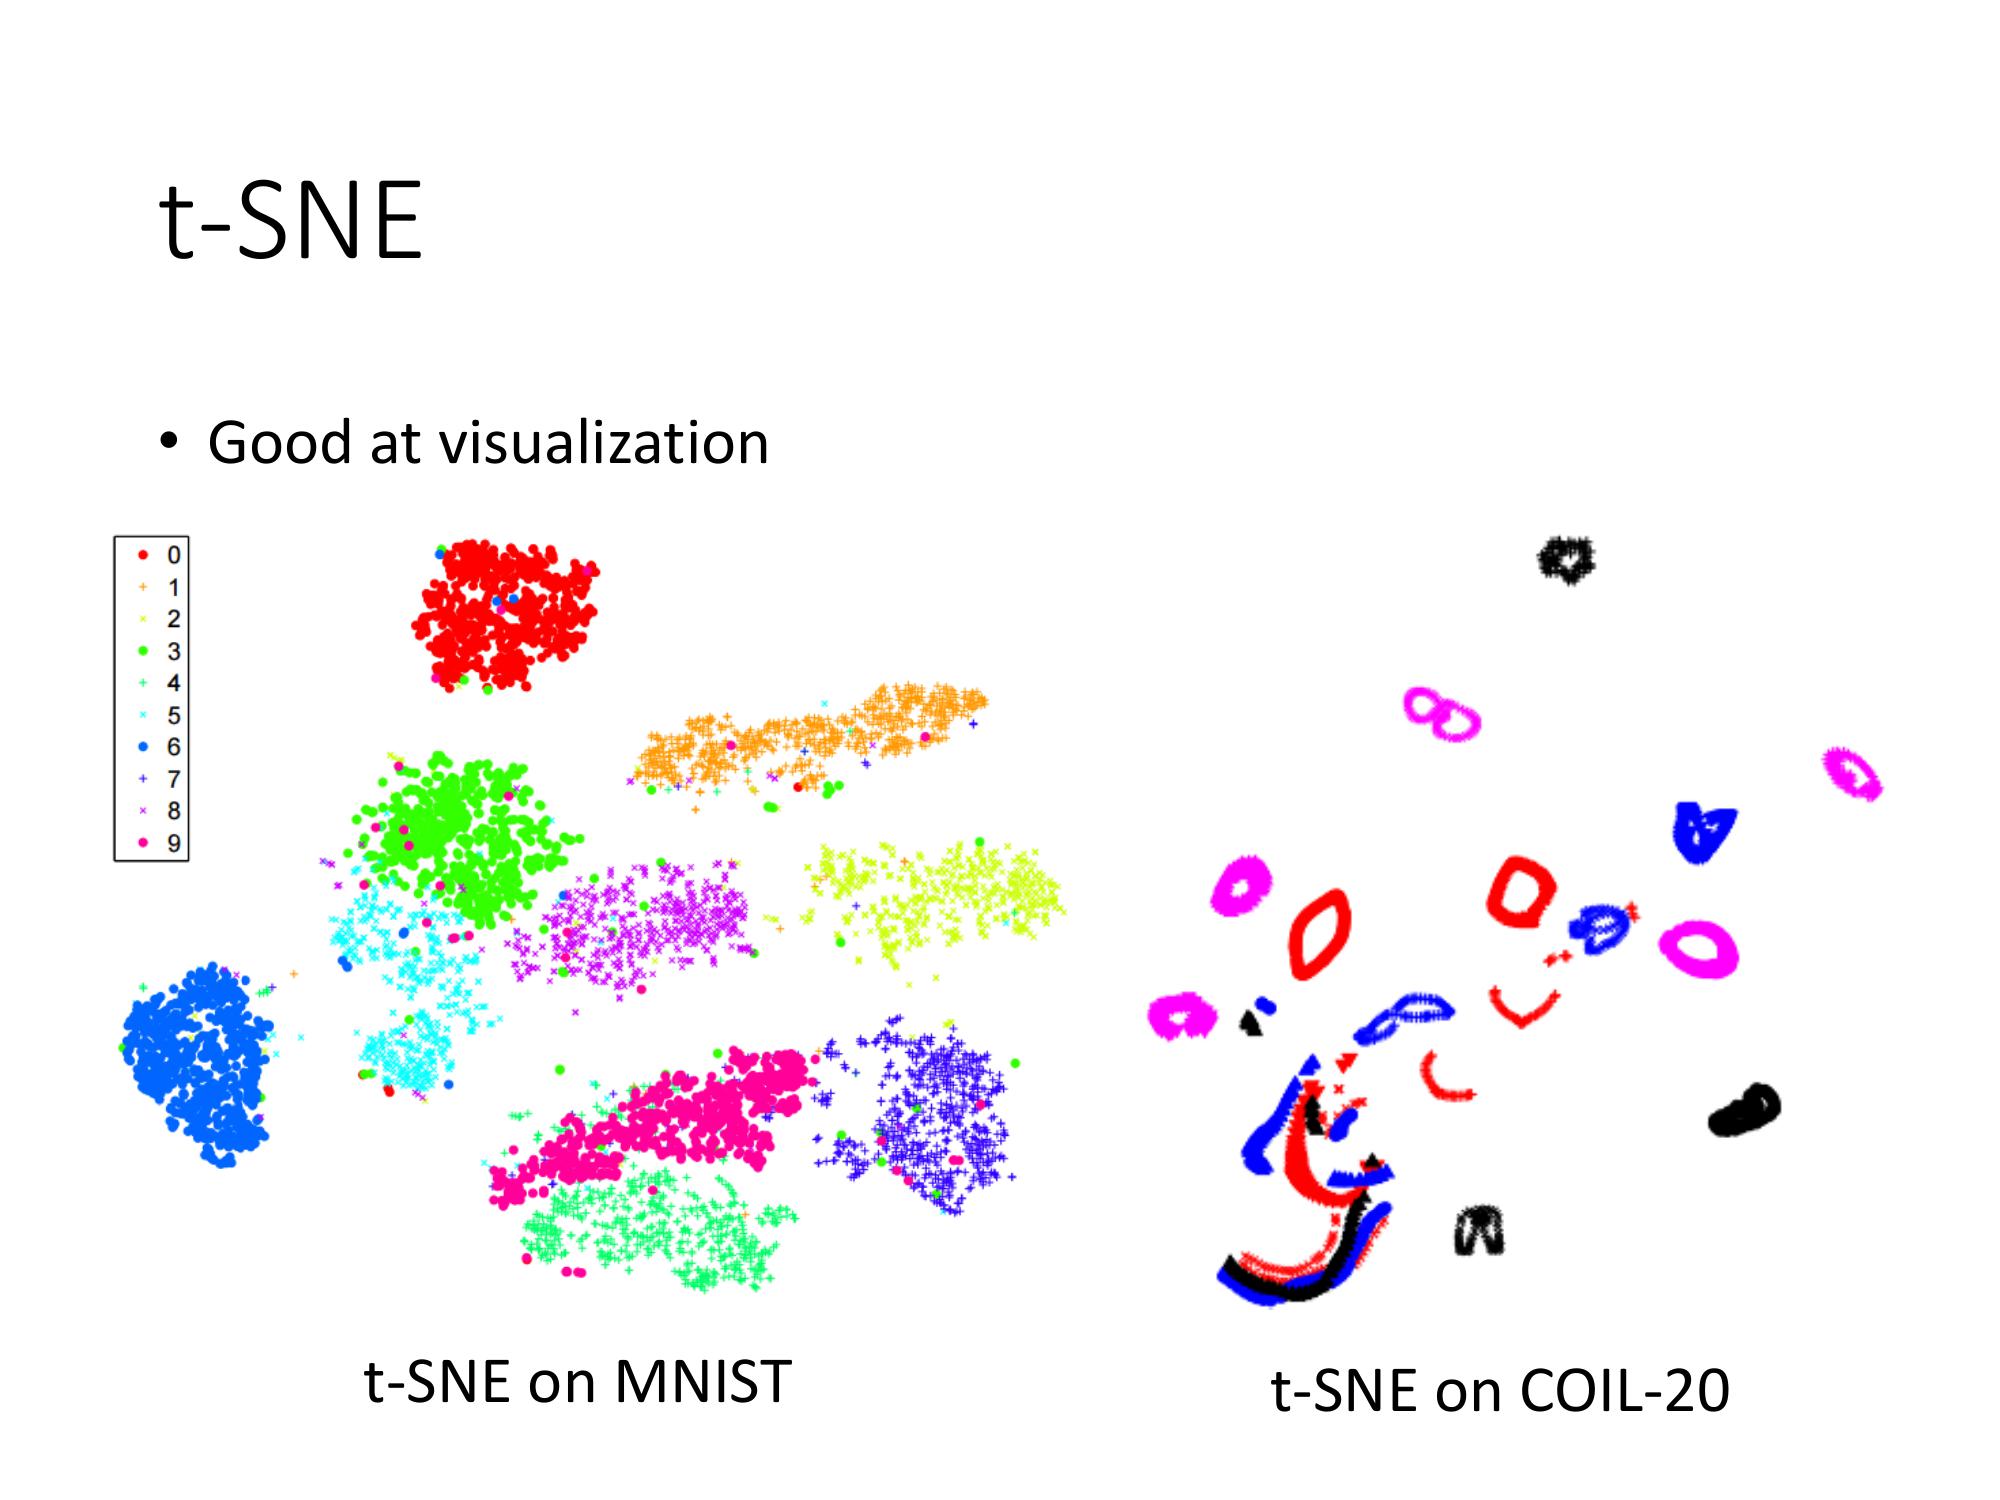 t-SNE
• Good at visualization
0
1
2
3
4
5
6
7
8
9
t-SNE on MNIST
t-SNE on COIL-20